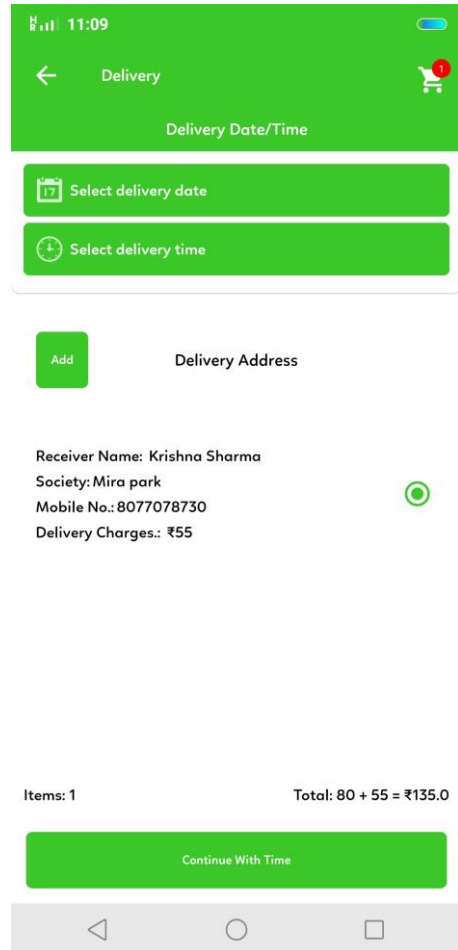 HR 11:09
Delivery
1
Delivery Date/Time
17 Select delivery date
Select delivery time
Add Delivery Address
Receiver Name: Krishna Sharma
Society: Mira park
Mobile No.: 8077078730
Delivery Charges.: ₹55
Items: 1 Total: 80 + 55 = ₹135.0
Continue With Time